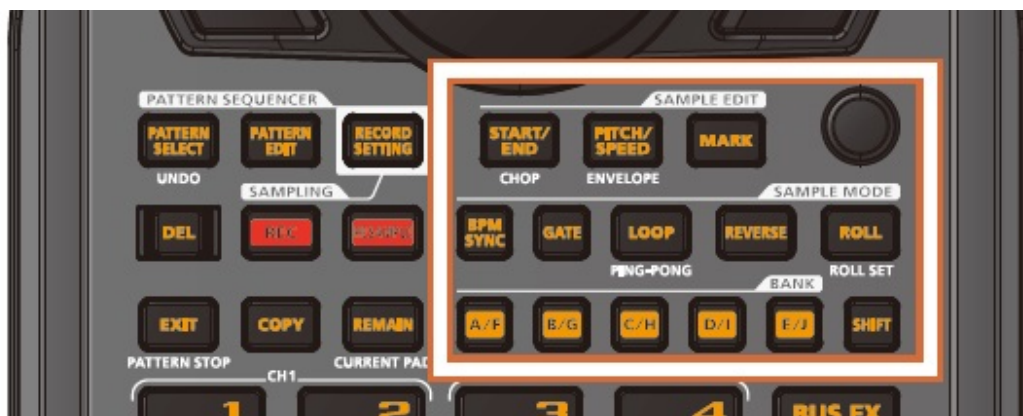 PATTERN SEQUENCER
SAMPLE EDIT
PATTERN SELECT
PATTERN EDIT
RECORD SETTING
START/END
PITCH/SPEED
MARK
UNDO
CHOP
ENVELOPE
SAMPLING
SAMPLE MODE
DEL
REC
RESAMPLE
BPM SYNC
GATE
LOOP
REVERSE
ROLL
PING-PONG
ROLL SET
BANK
EXIT
COPY
REMAIN
A/F
B/G
C/H
D/I
E/J
SHIFT
PATTERN STOP
CURRENT PAD
CH1
1
2
3
4
BUS FX